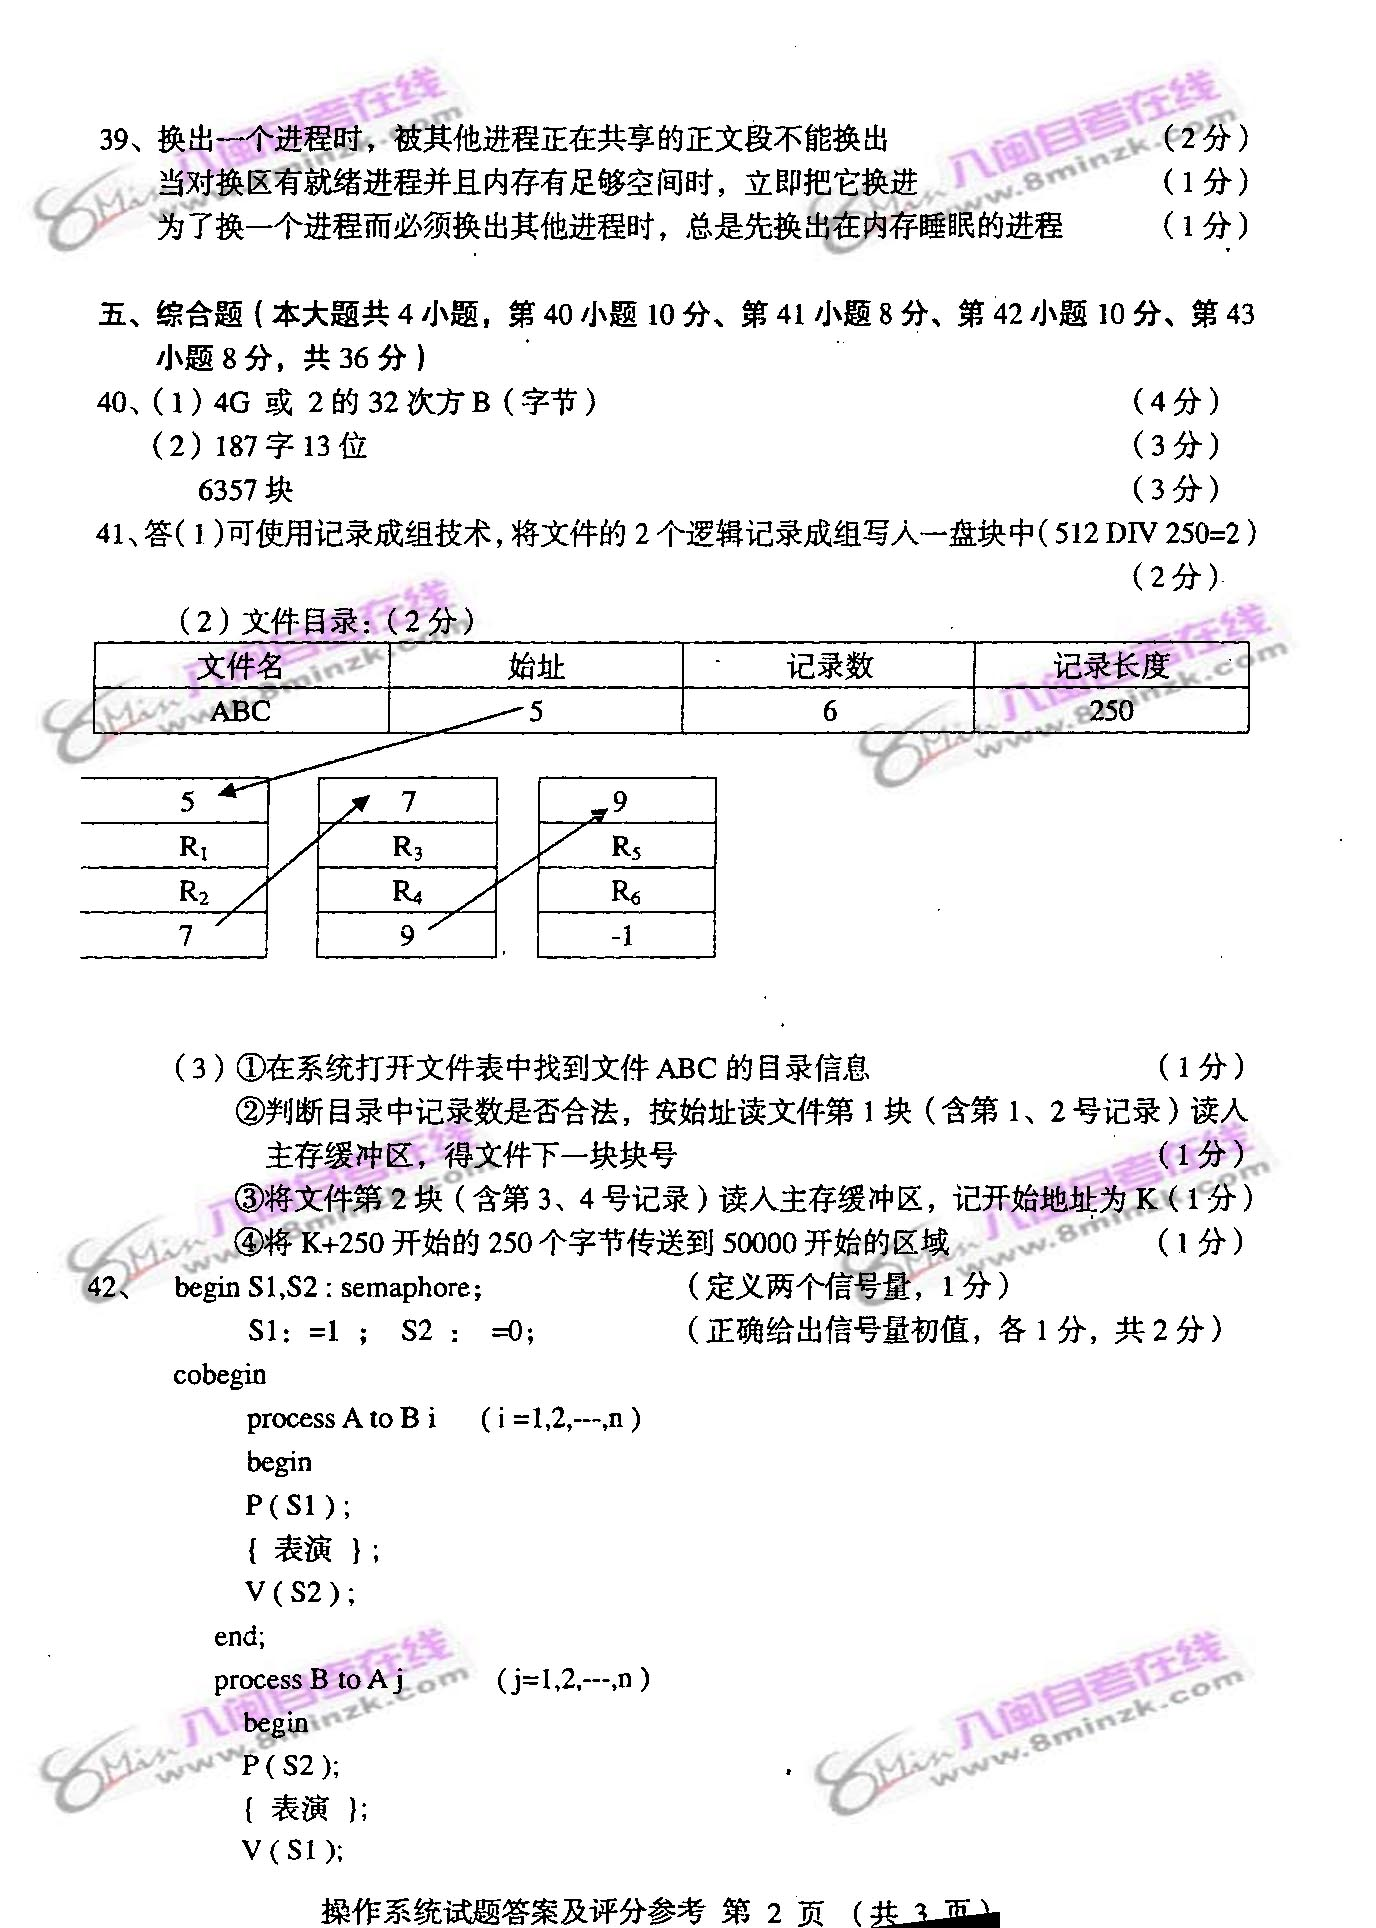 39、换出一个进程时，被其他进程正在共享的正文段不能换出 （2分）
当对换区有就绪进程并且内存有足够空间时，立即把它换进 （1分）
为了换一个进程而必须换出其他进程时，总是先换出在内存睡眠的进程 （1分）
五、综合题（本大题共4小题，第40小题10分、第41小题8分、第42小题10分、第43
小题8分，共36分）
40、（1）4G 或 2的32次方B（字节） （4分）
（2）187字13位 （3分）
6357块 （3分）
41、答（1）可使用记录成组技术，将文件的2个逻辑记录成组写入一盘块中（512 DIV 250=2）
（2分）
（2）文件目录：（2分）
文件名 始址 记录数 记录长度
ABC 5 6 250
5 7 9
R1 R3 R5
R2 R4 R6
7 9 -1
（3）①在系统打开文件表中找到文件ABC的目录信息 （1分）
②判断目录中记录数是否合法，按始址读文件第1块（含第1、2号记录）读入
主存缓冲区，得文件下一块块号 （1分）
③将文件第2块（含第3、4号记录）读入主存缓冲区，记开始地址为K（1分）
④将K+250开始的250个字节传送到50000开始的区域 （1分）
42、 begin S1,S2 : semaphore； （定义两个信号量，1分）
S1：=1 ； S2 ： =0； （正确给出信号量初值，各1分，共2分）
cobegin
process A to B i （i =1,2,---,n）
begin
P（S1）；
｛ 表演 ｝；
V（S2）；
end;
process B to A j （j=1,2,---,n）
begin
P（S2）;
｛ 表演 ｝;
V（S1）;
操作系统试题答案及评分参考 第 2 页 （共 3 页）
八闽自考在线
www.8minzk.com